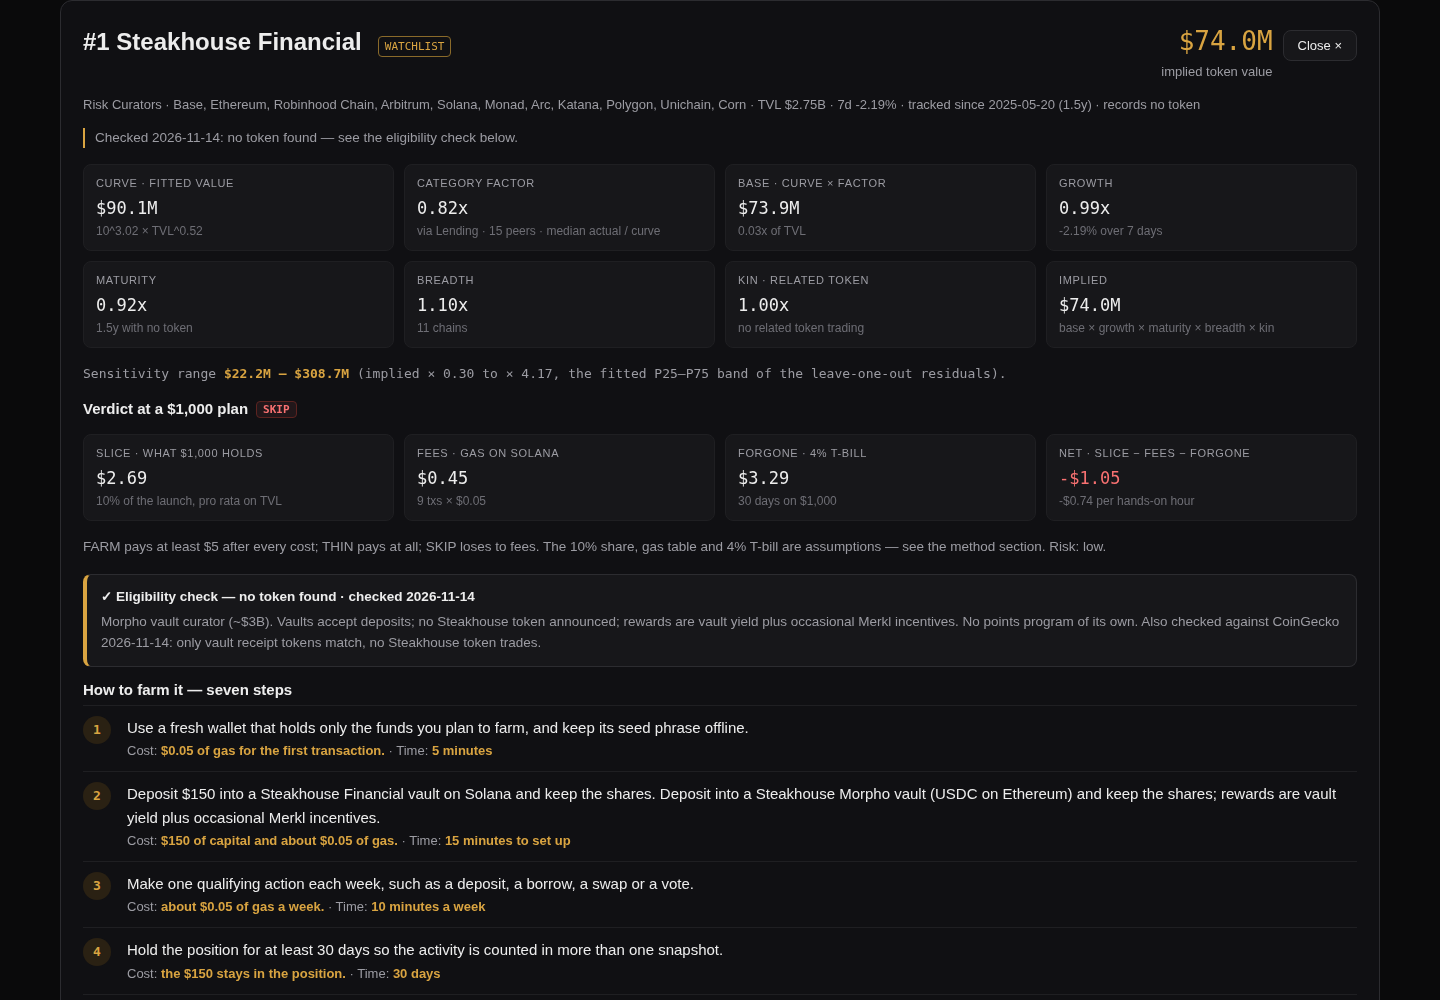 #1 Steakhouse Financial WATCHLIST
$74.0M
implied token value
Close ×
Risk Curators · Base, Ethereum, Robinhood Chain, Arbitrum, Solana, Monad, Arc, Katana, Polygon, Unichain, Corn · TVL $2.75B · 7d -2.19% · tracked since 2025-05-20 (1.5y) · records no token
Checked 2026-11-14: no token found — see the eligibility check below.
CURVE · FITTED VALUE
$90.1M
10^3.02 × TVL^0.52
CATEGORY FACTOR
0.82x
via Lending · 15 peers · median actual / curve
BASE · CURVE × FACTOR
$73.9M
0.03x of TVL
GROWTH
0.99x
-2.19% over 7 days
MATURITY
0.92x
1.5y with no token
BREADTH
1.10x
11 chains
KIN · RELATED TOKEN
1.00x
no related token trading
IMPLIED
$74.0M
base × growth × maturity × breadth × kin
Sensitivity range $22.2M — $308.7M (implied × 0.30 to × 4.17, the fitted P25–P75 band of the leave-one-out residuals).
Verdict at a $1,000 plan SKIP
SLICE · WHAT $1,000 HOLDS
$2.69
10% of the launch, pro rata on TVL
FEES · GAS ON SOLANA
$0.45
9 txs × $0.05
FORGONE · 4% T-BILL
$3.29
30 days on $1,000
NET · SLICE − FEES − FORGONE
-$1.05
-$0.74 per hands-on hour
FARM pays at least $5 after every cost; THIN pays at all; SKIP loses to fees. The 10% share, gas table and 4% T-bill are assumptions — see the method section. Risk: low.
✓ Eligibility check — no token found · checked 2026-11-14
Morpho vault curator (~$3B). Vaults accept deposits; no Steakhouse token announced; rewards are vault yield plus occasional Merkl incentives. No points program of its own. Also checked against CoinGecko
2026-11-14: only vault receipt tokens match, no Steakhouse token trades.
How to farm it — seven steps
1
Use a fresh wallet that holds only the funds you plan to farm, and keep its seed phrase offline.
Cost: $0.05 of gas for the first transaction. · Time: 5 minutes
2
Deposit $150 into a Steakhouse Financial vault on Solana and keep the shares. Deposit into a Steakhouse Morpho vault (USDC on Ethereum) and keep the shares; rewards are vault
yield plus occasional Merkl incentives.
Cost: $150 of capital and about $0.05 of gas. · Time: 15 minutes to set up
3
Make one qualifying action each week, such as a deposit, a borrow, a swap or a vote.
Cost: about $0.05 of gas a week. · Time: 10 minutes a week
4
Hold the position for at least 30 days so the activity is counted in more than one snapshot.
Cost: the $150 stays in the position. · Time: 30 days